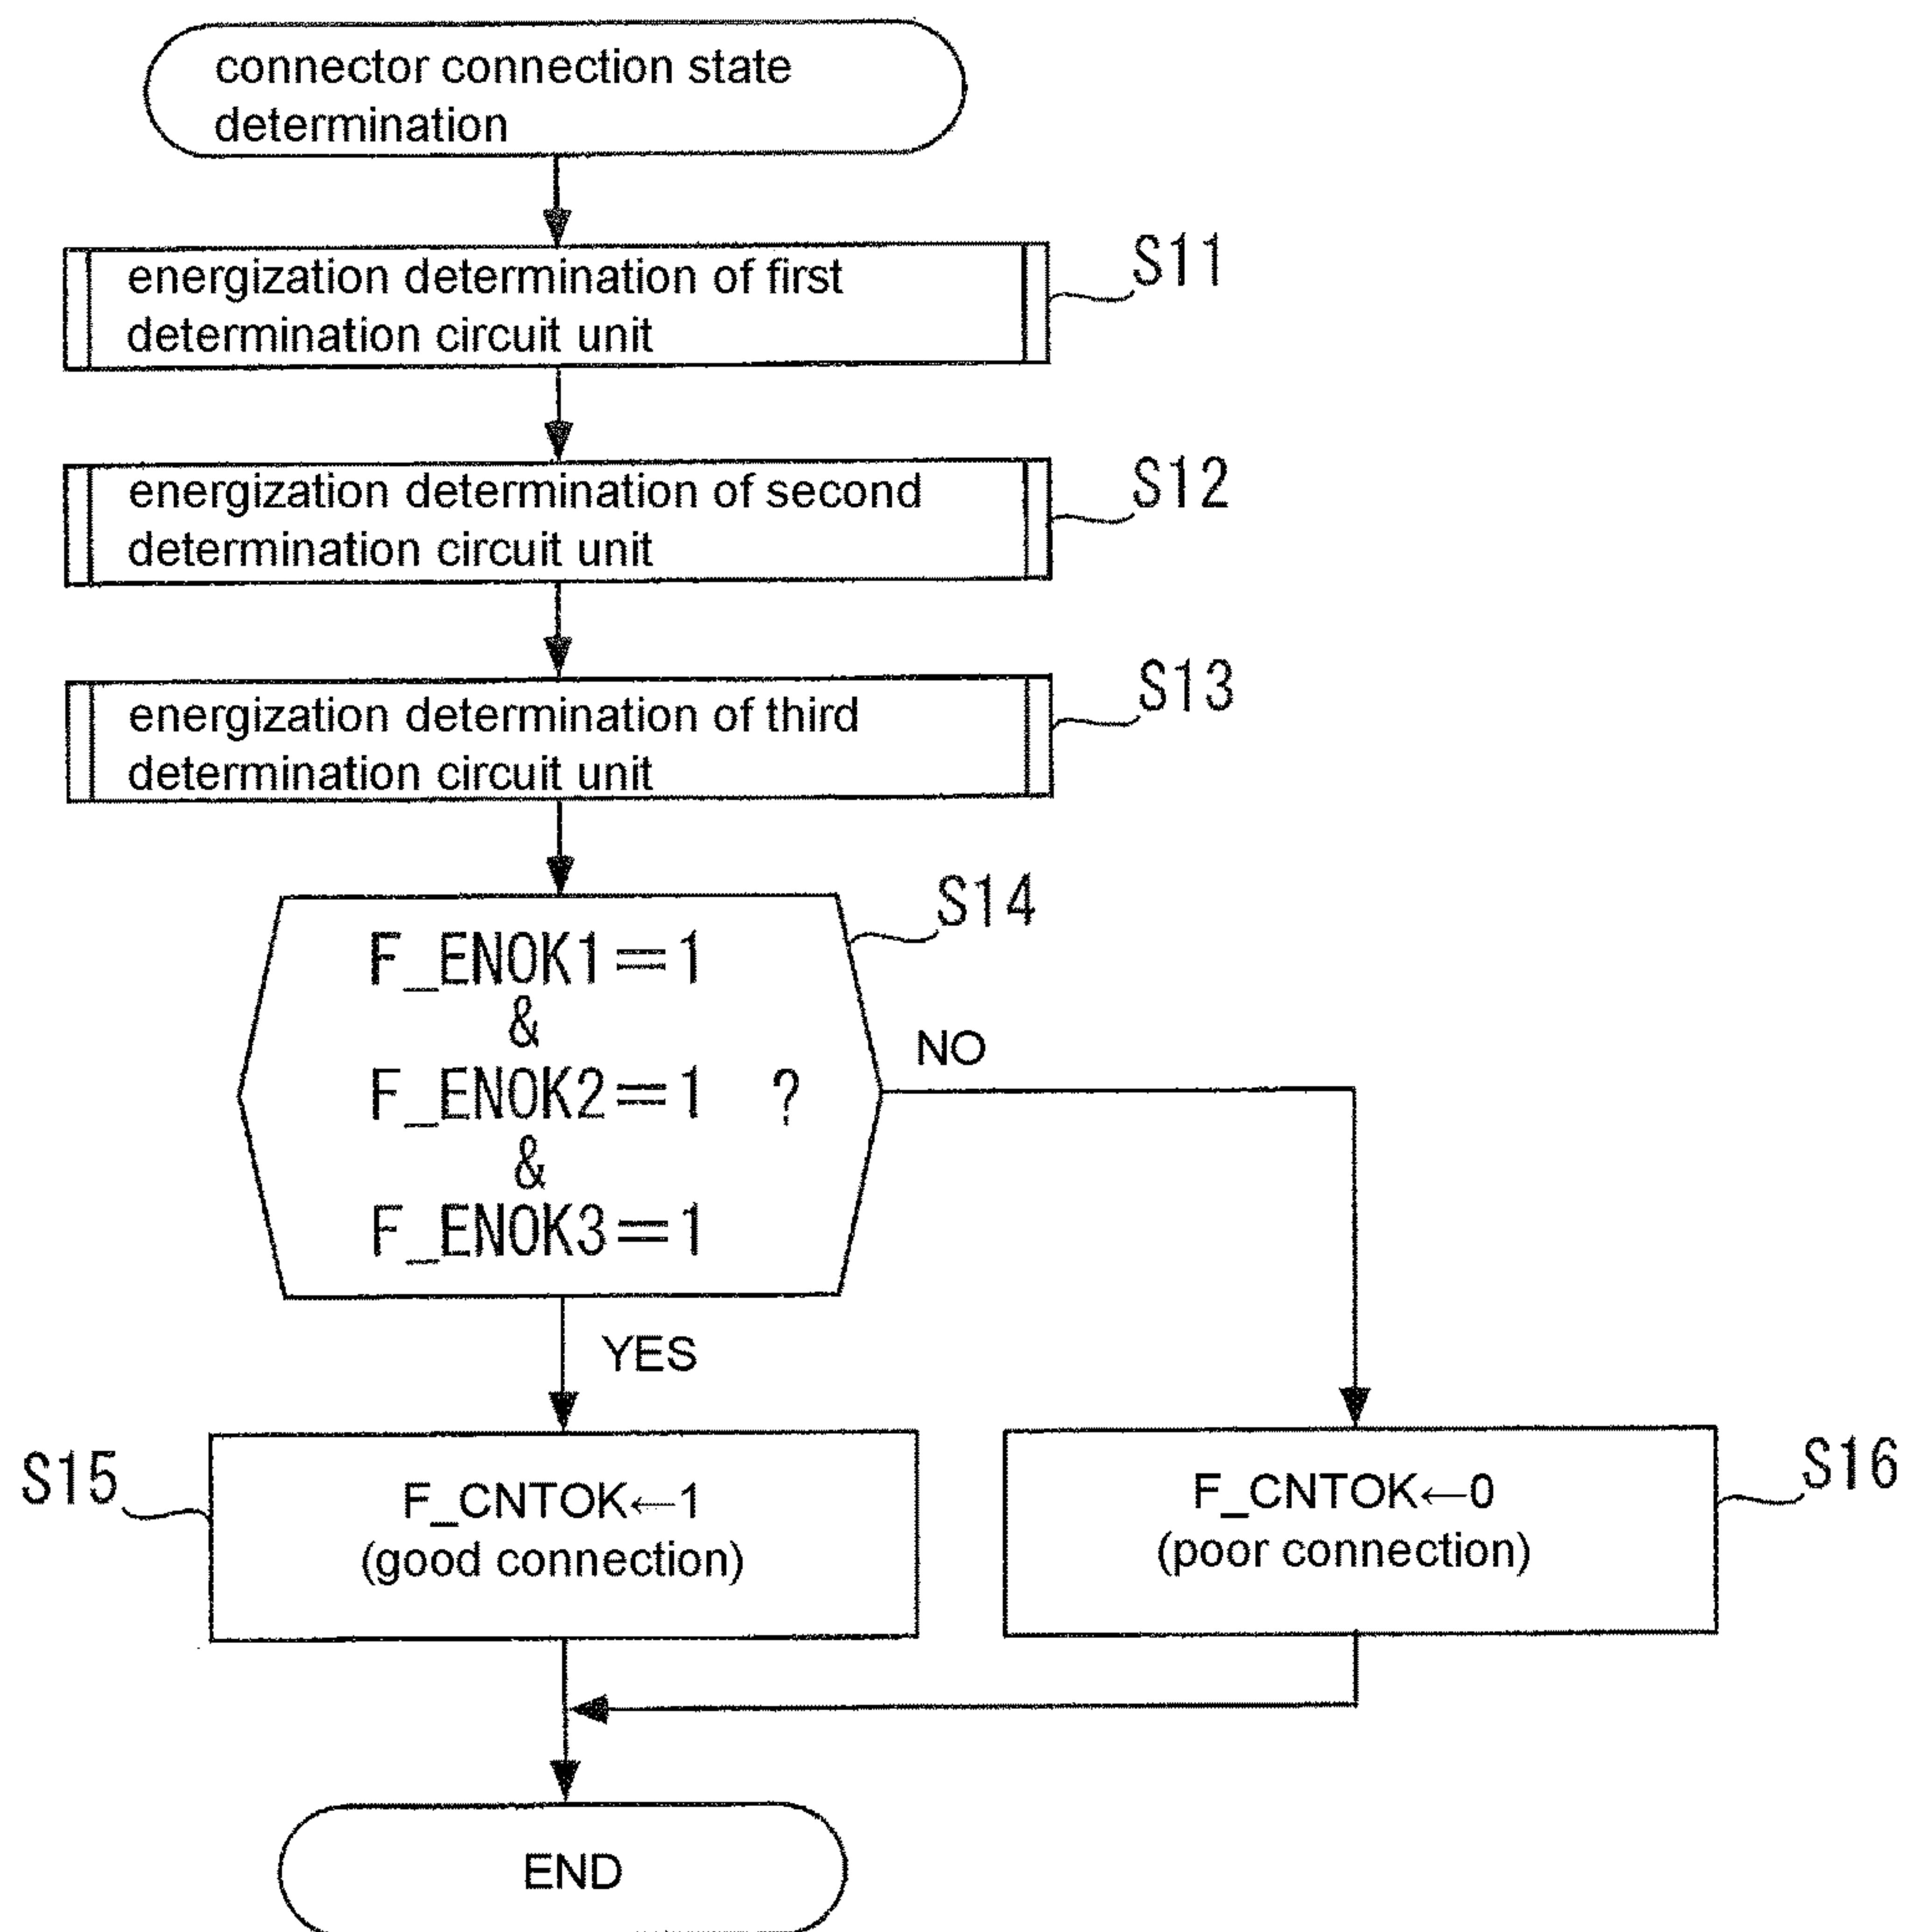 connector connection state
determination
energization determination of first
determination circuit unit
S11
energization determination of second
determination circuit unit
S12
energization determination of third
determination circuit unit
S13
S14
F_ENOK1＝1
&
F_ENOK2＝1 ?
&
F_ENOK3＝1
NO
YES
S15
F_CNTOK←1
(good connection)
F_CNTOK←0
(poor connection)
S16
END